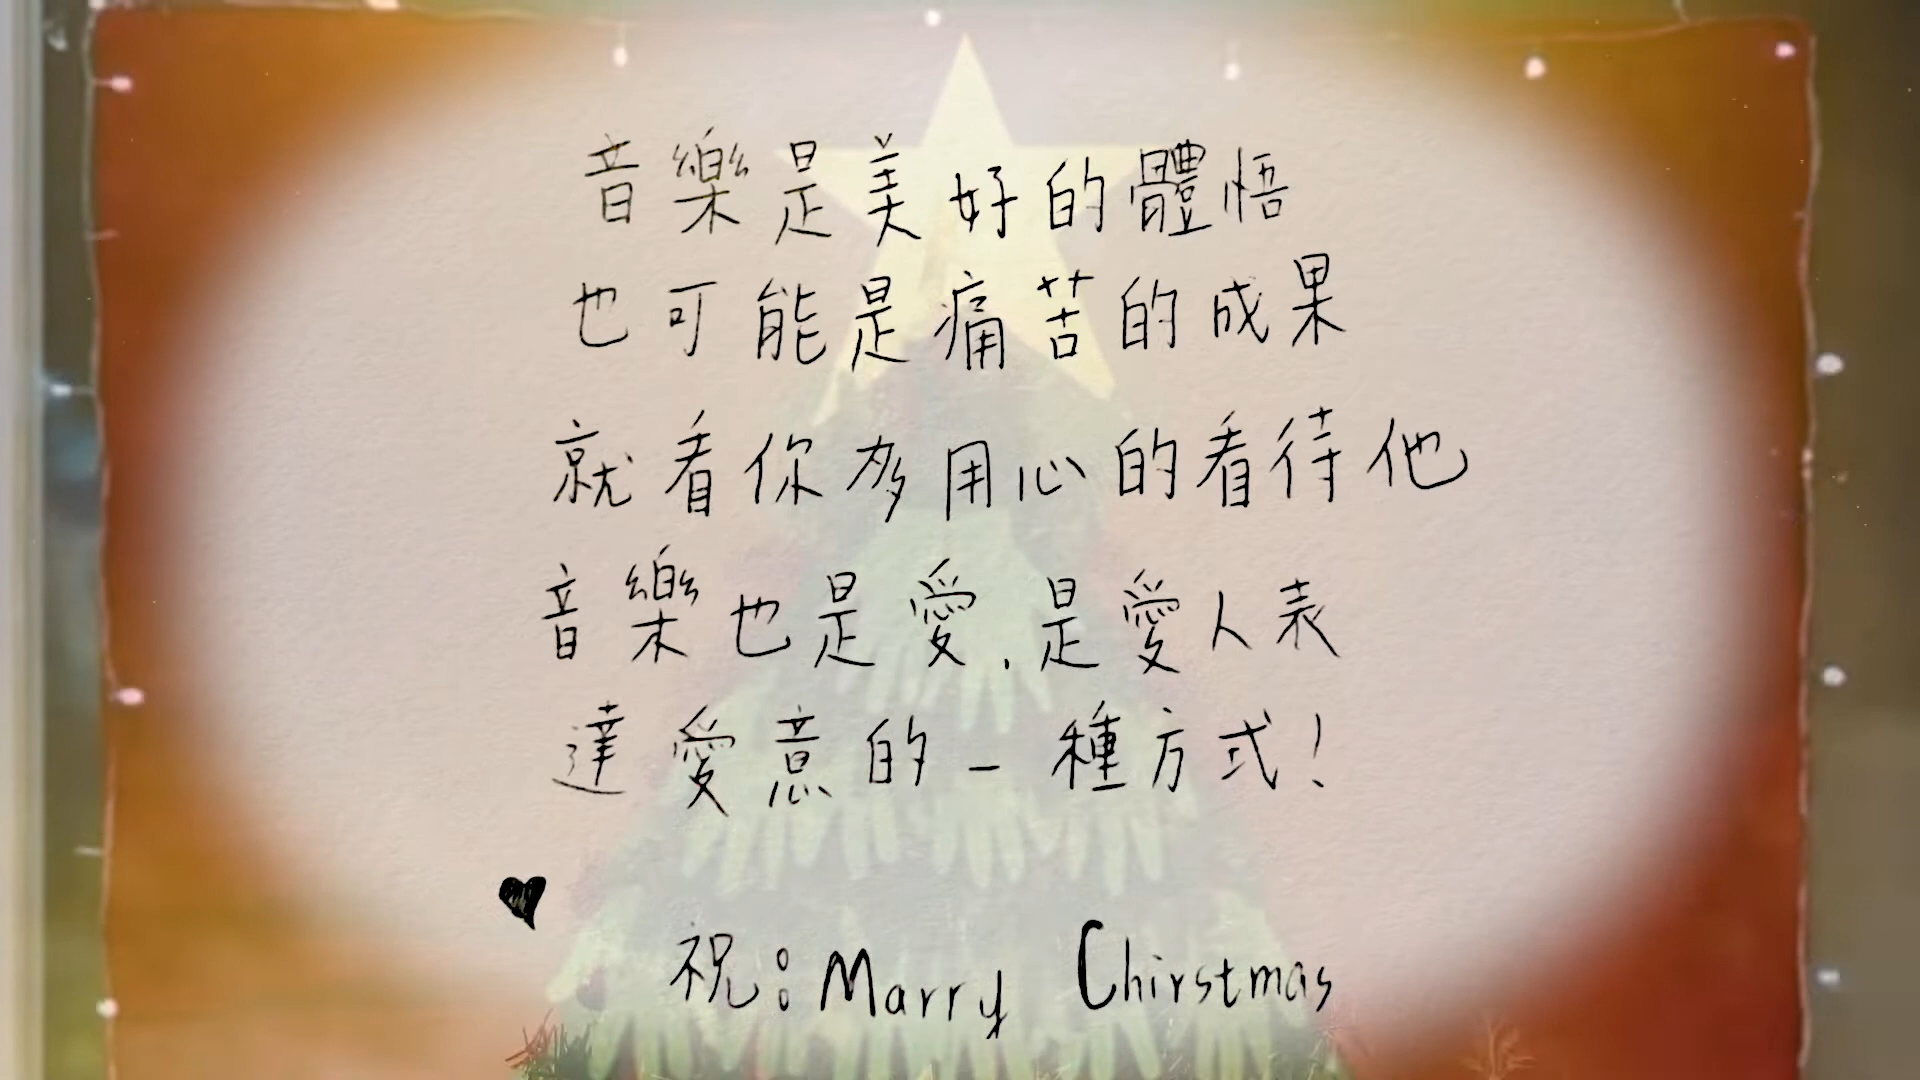 音樂是美好的體悟
也可能是痛苦的成果
就看你多用心的看待他
音樂也是愛.是愛人表
達愛意的一種方式!
祝:Marry Chirstmas